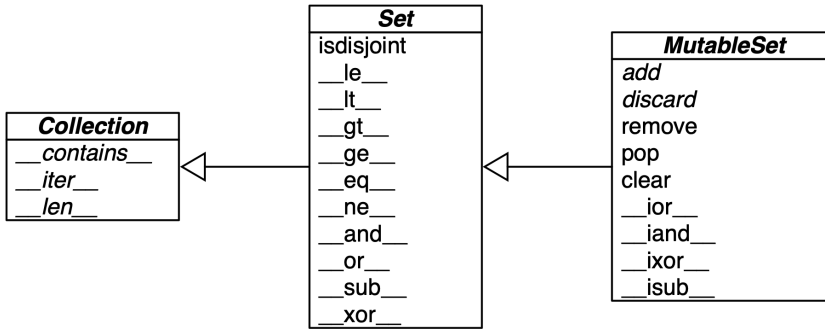 Collection
__contains__
__iter__
__len__
Set
isdisjoint
__le__
__lt__
__gt__
__ge__
__eq__
__ne__
__and__
__or__
__sub__
__xor__
MutableSet
add
discard
remove
pop
clear
__ior__
__iand__
__ixor__
__isub__